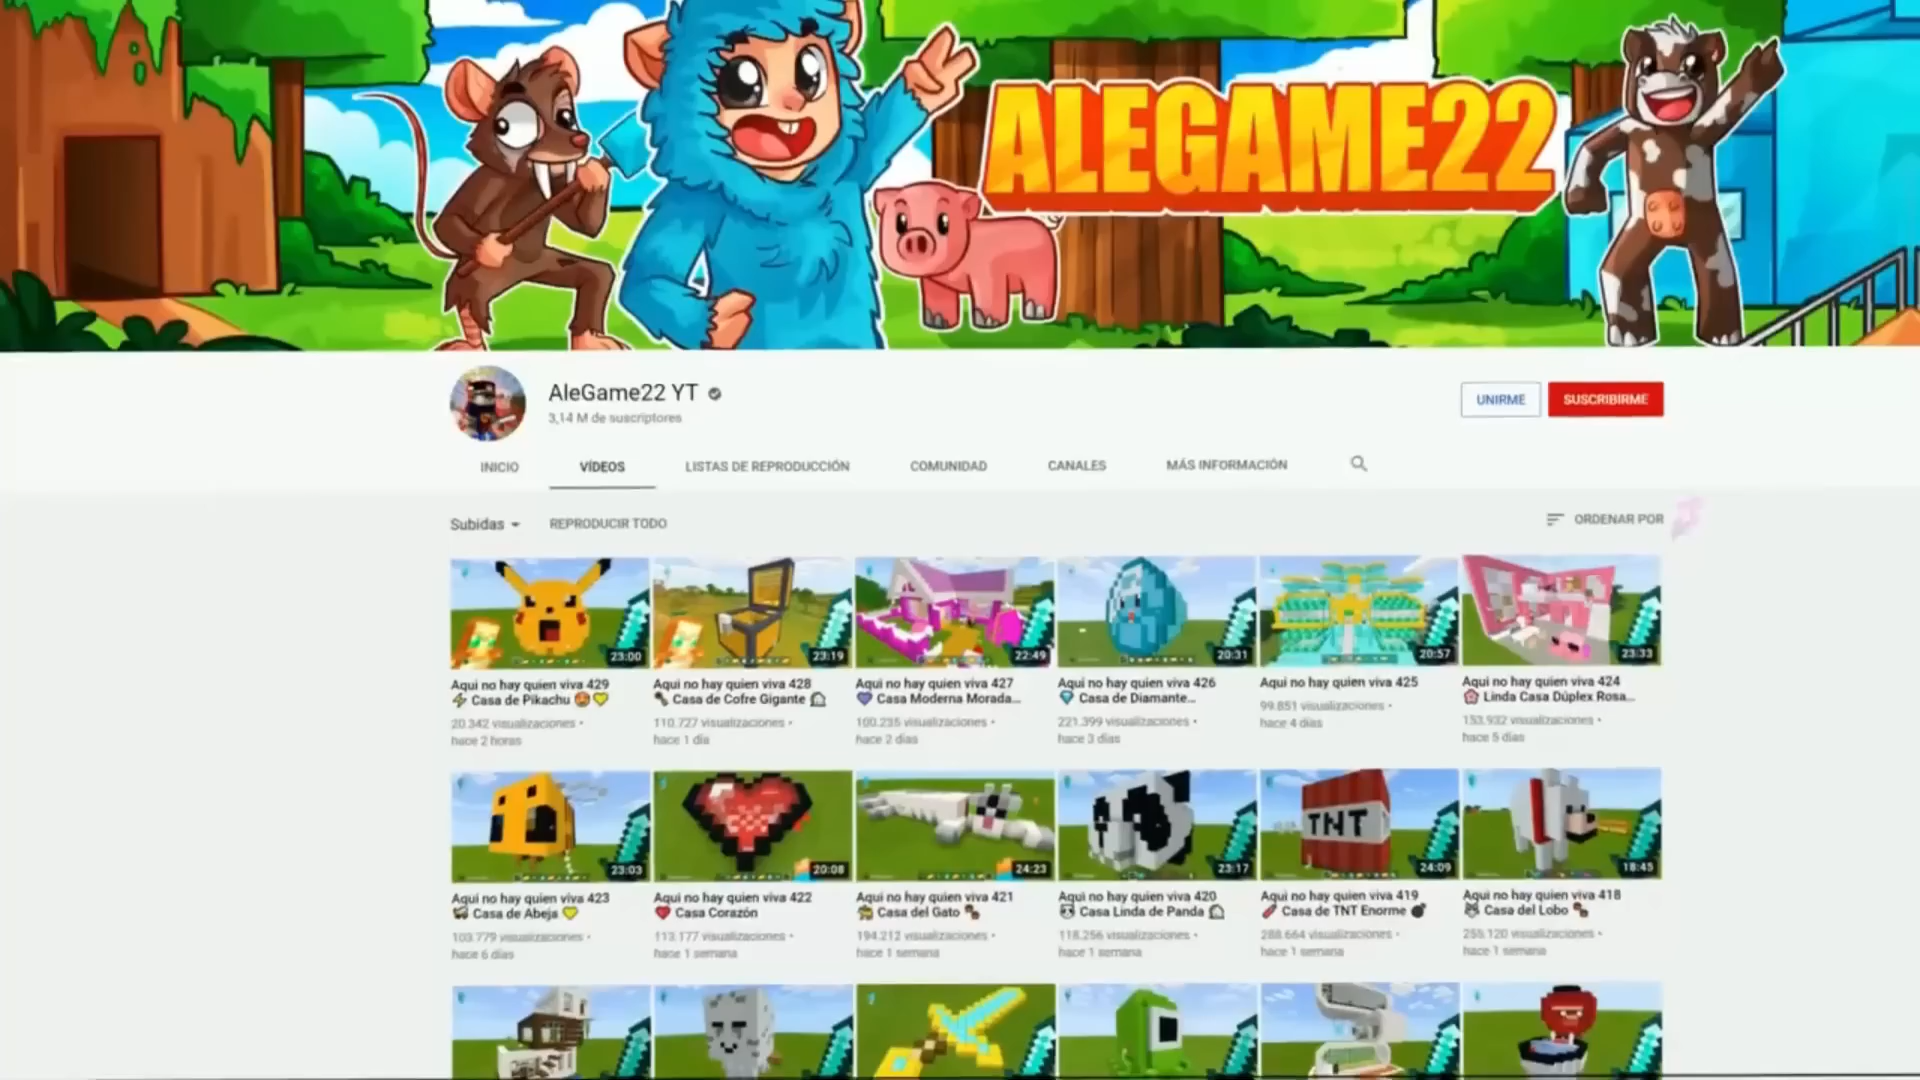 ALEGAME22
AleGame22 YT
3,14 M de suscriptores
UNIRME
SUSCRIBIRME
INICIO
VÍDEOS
LISTAS DE REPRODUCCIÓN
COMUNIDAD
CANALES
MÁS INFORMACIÓN
Subidas
REPRODUCIR TODO
ORDENAR POR
23:00
23:19
22:49
20:31
20:57
23:33
Aqui no hay quien viva 429
⚡ Casa de Pikachu 🥰💛
20.342 visualizaciones •
hace 2 horas
Aqui no hay quien viva 428
Casa de Cofre Gigante
110.727 visualizaciones •
hace 1 día
Aqui no hay quien viva 427
💜 Casa Moderna Morada...
100.235 visualizaciones •
hace 2 días
Aqui no hay quien viva 426
💎 Casa de Diamante...
221.399 visualizaciones •
hace 3 días
Aqui no hay quien viva 425
99.851 visualizaciones •
hace 4 días
Aqui no hay quien viva 424
🌸 Linda Casa Dúplex Rosa...
153.932 visualizaciones •
hace 5 días
23:03
20:08
24:23
23:17
TNT
24:09
18:45
Aqui no hay quien viva 423
Casa de Abeja 💛
103.779 visualizaciones •
hace 6 días
Aqui no hay quien viva 422
❤️ Casa Corazón
113.177 visualizaciones •
hace 1 semana
Aqui no hay quien viva 421
Casa del Gato 🐾
194.212 visualizaciones •
hace 1 semana
Aqui no hay quien viva 420
🐼 Casa Linda de Panda
118.256 visualizaciones •
hace 1 semana
Aqui no hay quien viva 419
🧨 Casa de TNT Enorme 💣
288.664 visualizaciones •
hace 1 semana
Aqui no hay quien viva 418
🐺 Casa del Lobo 🐾
255.120 visualizaciones •
hace 1 semana